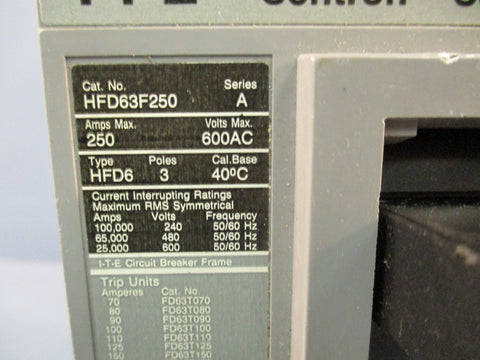 Cat. No. Series
HFD63F250 A
Amps Max. Volts Max.
250 600AC
Type Poles Cal.Base
HFD6 3 40ºC
Current Interrupting Ratings
Maximum RMS Symmetrical
Amps Volts Frequency
100,000 240 50/60 Hz
65,000 480 50/60 Hz
25,000 600 50/60 Hz
I-T-E Circuit Breaker Frame
Trip Units
Amperes Cat. No.
70 FD63T070
80 FD63T080
90 FD63T090
100 FD63T100
110 FD63T110
125 FD63T125
150 FD63T150